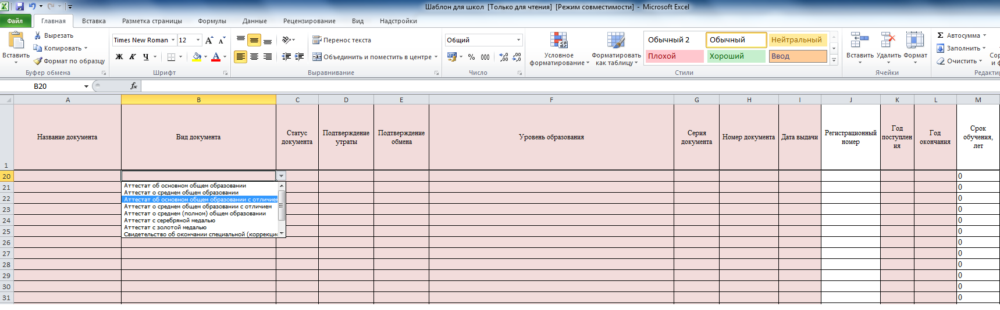 Шаблон для школ [Только для чтения] [Режим совместимости] - Microsoft Excel
Файл Главная Вставка Разметка страницы Формулы Данные Рецензирование Вид Надстройки
Вставить
Вырезать
Копировать
Формат по образцу
Буфер обмена
Times New Roman 12
Ж К Ч
Шрифт
Перенос текста
Объединить и поместить в центре
Выравнивание
Общий
% 000
Число
Условное форматирование
Форматировать как таблицу
Обычный 2 Обычный Нейтральный
Плохой Хороший Ввод
Стили
Вставить Удалить Формат
Ячейки
Σ Автосумма
Заполнить
Очистить
Сор
и ф
Редактир
B20 fx
A B C D E F G H I J K L M
1 Название документа Вид документа Статус документа Подтверждение утраты Подтверждение обмена Уровень образования Серия документа Номер документа Дата выдачи Регистрационный номер Год поступления Год окончания Срок обучения, лет
20 0
21 0
22 0
23 0
24 0
25 0
26 0
27 0
28 0
29 0
30 0
31 0
Аттестат об основном общем образовании
Аттестат о среднем общем образовании
Аттестат об основном общем образовании с отличием
Аттестат о среднем общем образовании с отличием
Аттестат о среднем (полном) общем образовании
Аттестат с серебряной медалью
Аттестат с золотой медалью
Свидетельство об окончании специальной (коррекцио